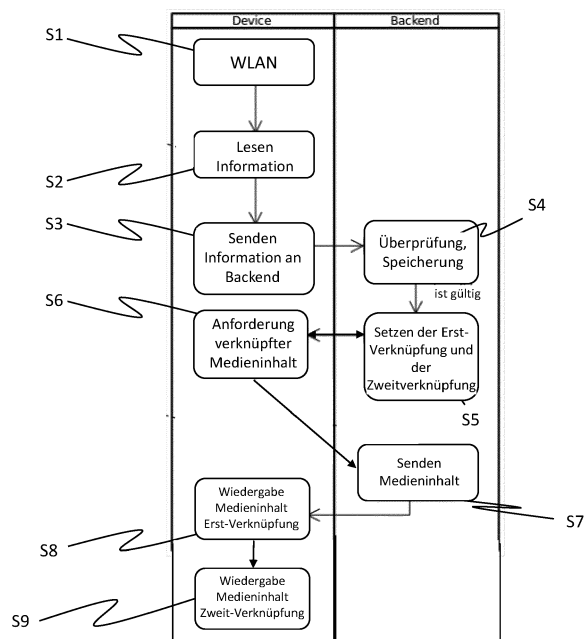 Device
Backend
S1
WLAN
Lesen
Information
S2
S3
Senden
Information an
Backend
S4
Überprüfung,
Speicherung
ist gültig
S6
Anforderung
verknüpfter
Medieninhalt
Setzen der Erst-
Verknüpfung und
der
Zweitverknüpfung
S5
Senden
Medieninhalt
S7
Wiedergabe
Medieninhalt
Erst-Verknüpfung
S8
Wiedergabe
Medieninhalt
Zweit-Verknüpfung
S9